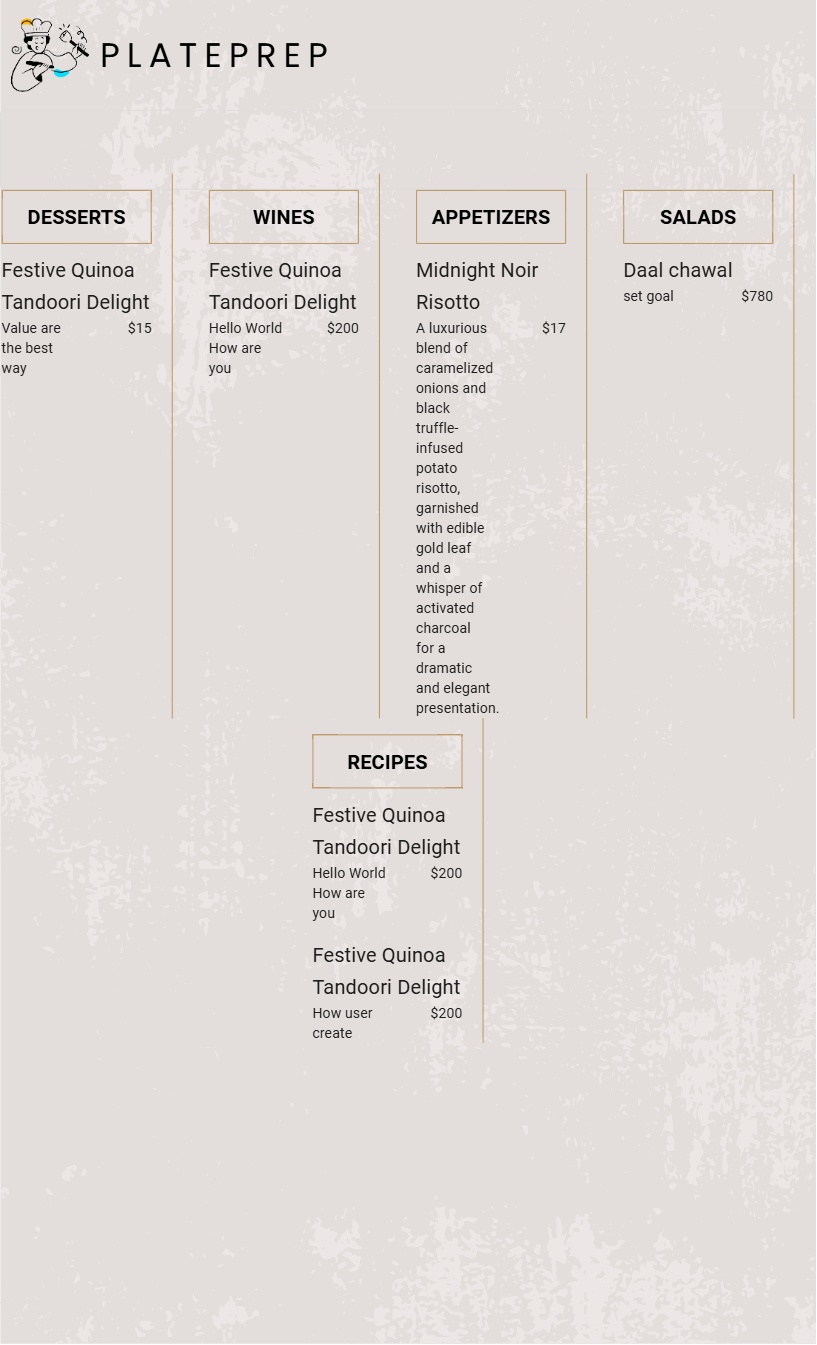 PLATEPREP
DESSERTS
Festive Quinoa
Tandoori Delight
Value are $15
the best
way
WINES
Festive Quinoa
Tandoori Delight
Hello World $200
How are
you
APPETIZERS
Midnight Noir
Risotto
A luxurious $17
blend of
caramelized
onions and
black
truffle-
infused
potato
risotto,
garnished
with edible
gold leaf
and a
whisper of
activated
charcoal
for a
dramatic
and elegant
presentation.
SALADS
Daal chawal
set goal $780
RECIPES
Festive Quinoa
Tandoori Delight
Hello World $200
How are
you
Festive Quinoa
Tandoori Delight
How user $200
create